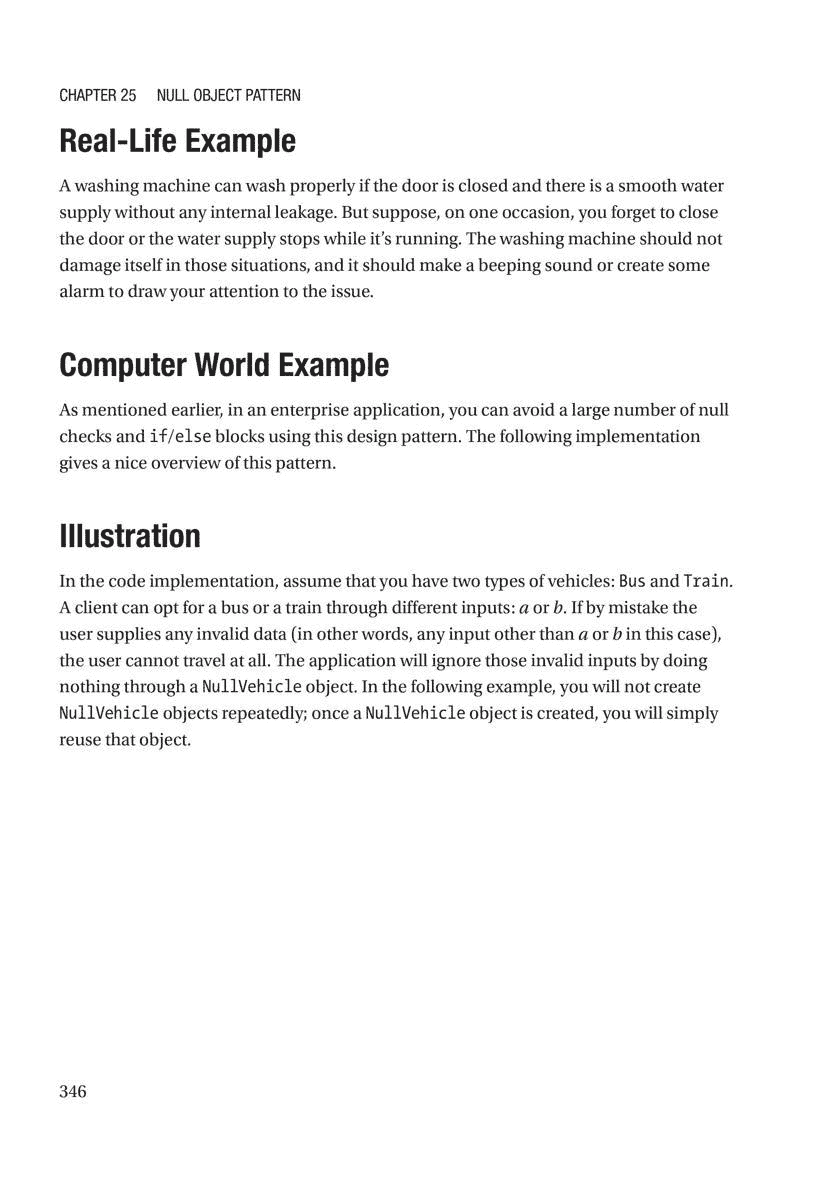 CHAPTER 25 NULL OBJECT PATTERN
Real-Life Example
A washing machine can wash properly if the door is closed and there is a smooth water
supply without any internal leakage. But suppose, on one occasion, you forget to close
the door or the water supply stops while it’s running. The washing machine should not
damage itself in those situations, and it should make a beeping sound or create some
alarm to draw your attention to the issue.
Computer World Example
As mentioned earlier, in an enterprise application, you can avoid a large number of null
checks and if/else blocks using this design pattern. The following implementation
gives a nice overview of this pattern.
Illustration
In the code implementation, assume that you have two types of vehicles: Bus and Train.
A client can opt for a bus or a train through different inputs: a or b. If by mistake the
user supplies any invalid data (in other words, any input other than a or b in this case),
the user cannot travel at all. The application will ignore those invalid inputs by doing
nothing through a NullVehicle object. In the following example, you will not create
NullVehicle objects repeatedly; once a NullVehicle object is created, you will simply
reuse that object.
346